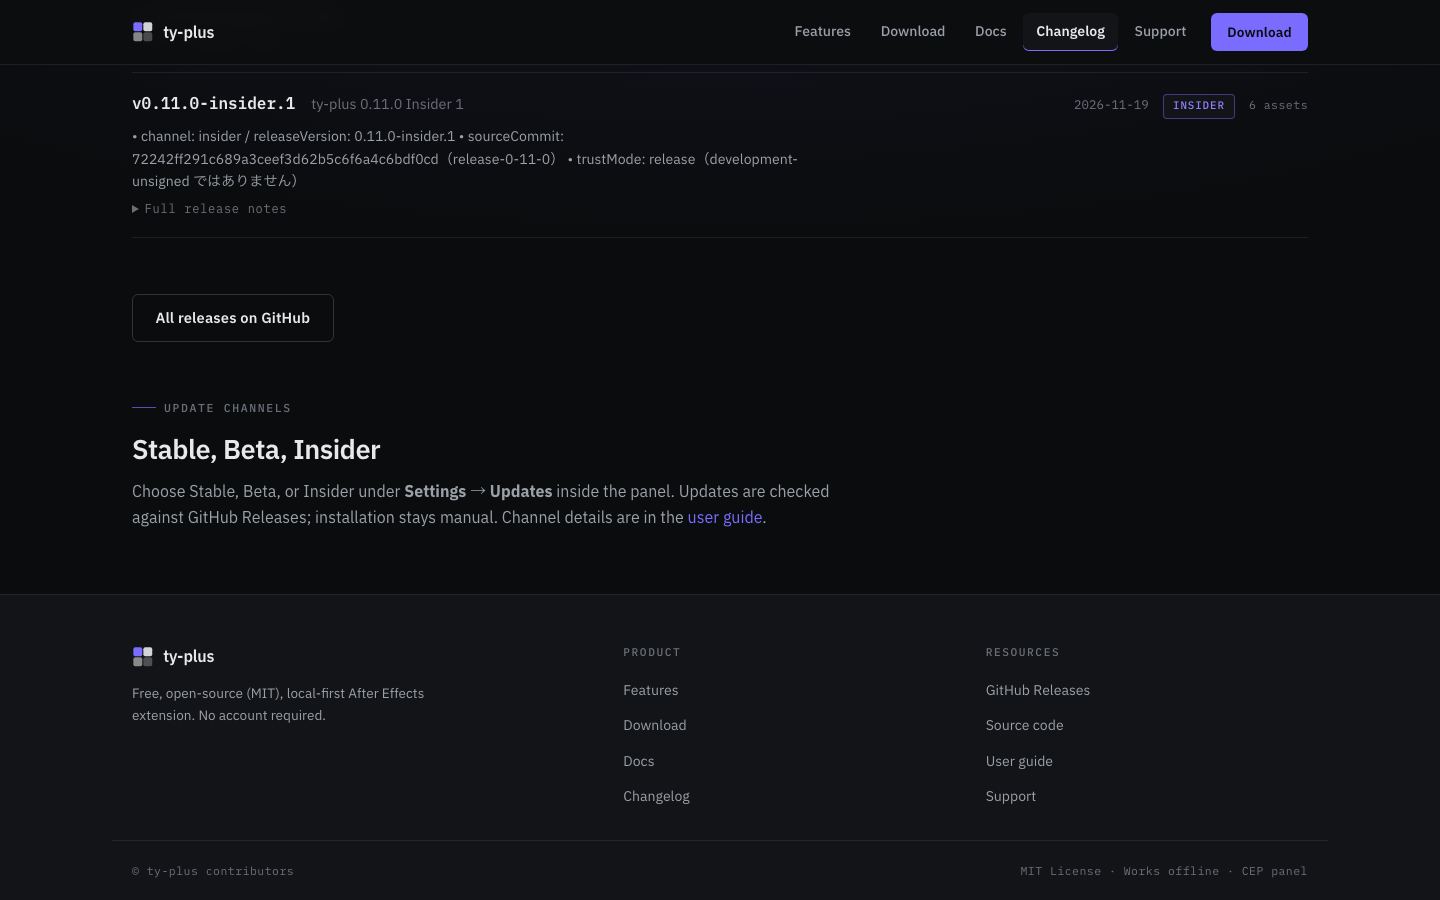 ty-plus
Features
Download
Docs
Changelog
Support
Download
v0.11.0-insider.1 ty-plus 0.11.0 Insider 1
2026-11-19 INSIDER 6 assets
• channel: insider / releaseVersion: 0.11.0-insider.1 • sourceCommit:
72242ff291c689a3ceef3d62b5c6f6a4c6bdf0cd（release-0-11-0） • trustMode: release（development-
unsigned ではありません）
Full release notes
All releases on GitHub
UPDATE CHANNELS
Stable, Beta, Insider
Choose Stable, Beta, or Insider under Settings → Updates inside the panel. Updates are checked
against GitHub Releases; installation stays manual. Channel details are in the user guide.
ty-plus
Free, open-source (MIT), local-first After Effects
extension. No account required.
PRODUCT
Features
Download
Docs
Changelog
RESOURCES
GitHub Releases
Source code
User guide
Support
© ty-plus contributors
MIT License · Works offline · CEP panel